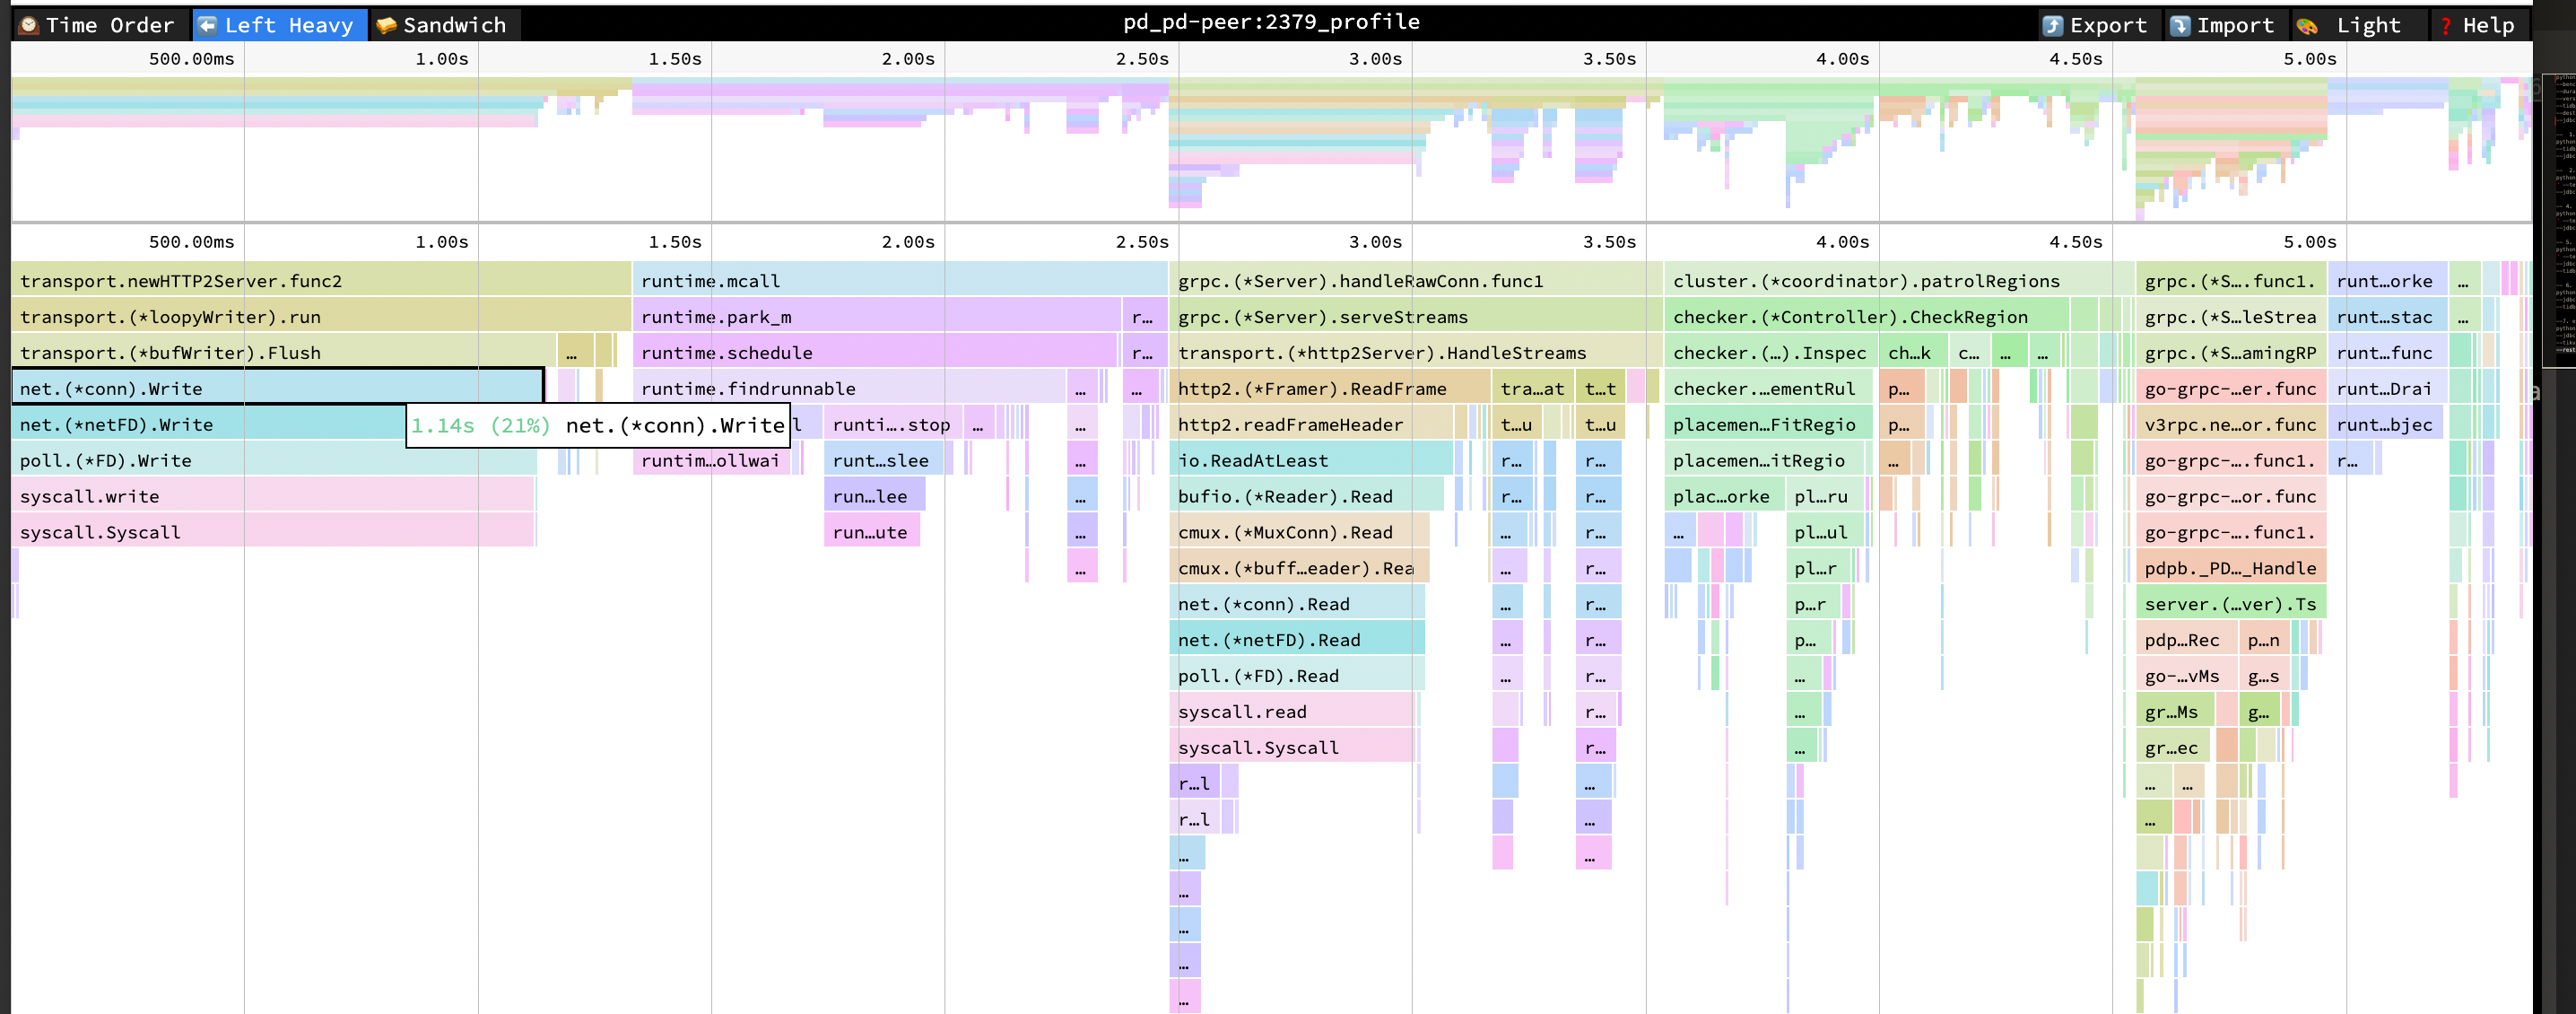 Time Order Left Heavy Sandwich pd_pd-peer:2379_profile Export Import Light Help
500.00ms 1.00s 1.50s 2.00s 2.50s 3.00s 3.50s 4.00s 4.50s 5.00s
500.00ms 1.00s 1.50s 2.00s 2.50s 3.00s 3.50s 4.00s 4.50s 5.00s
transport.newHTTP2Server.func2 runtime.mcall grpc.(*Server).handleRawConn.func1 cluster.(*coordinator).patrolRegions grpc.(*S….func1. runt…orke …
transport.(*loopyWriter).run runtime.park_m r… grpc.(*Server).serveStreams checker.(*Controller).CheckRegion grpc.(*S…leStrea runt…stac …
transport.(*bufWriter).Flush … runtime.schedule r… transport.(*http2Server).HandleStreams checker.(…).Inspec ch…k c… … … grpc.(*S…amingRP runt…func
net.(*conn).Write runtime.findrunnable … … http2.(*Framer).ReadFrame tra…at t…t checker.…ementRul p… go-grpc-…er.func runt…Drai
net.(*netFD).Write 1.14s (21%) net.(*conn).Write l runti….stop … … http2.readFrameHeader t…u t…u placemen…FitRegio p… v3rpc.ne…or.func runt…bjec
poll.(*FD).Write runtim…ollwai runt…slee … io.ReadAtLeast r… r… placemen…itRegio … go-grpc-….func1. r…
syscall.write run…lee … bufio.(*Reader).Read r… r… plac…orke pl…ru go-grpc-…or.func
syscall.Syscall run…ute … cmux.(*MuxConn).Read … r… … pl…ul go-grpc-….func1.
… cmux.(*buff…eader).Rea … r… pl…r pdpb._PD…_Handle
net.(*conn).Read … r… p…r server.(…ver).Ts
net.(*netFD).Read … r… p… pdp…Rec p…n
poll.(*FD).Read … r… … go-…vMs g…s
syscall.read r… … gr…Ms g…
syscall.Syscall r… … gr…ec
r…l … … …
r…l … …
… …
…
…
…
…